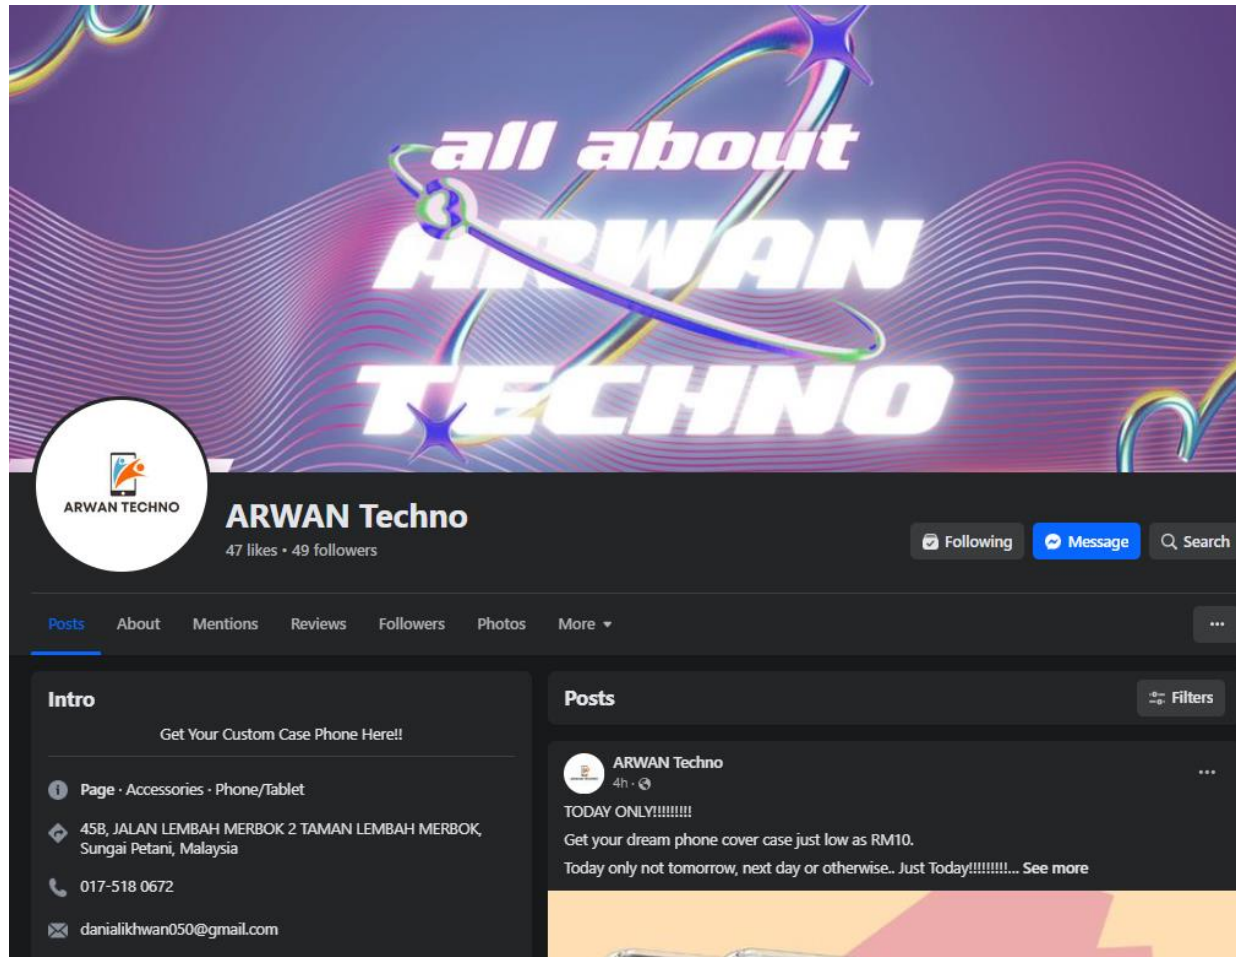 all about
ARWAN
TECHNO
ARWAN TECHNO
ARWAN Techno
47 likes • 49 followers
Following
Message
Search
Posts
About
Mentions
Reviews
Followers
Photos
More
Intro
Get Your Custom Case Phone Here!!
Page · Accessories · Phone/Tablet
45B, JALAN LEMBAH MERBOK 2 TAMAN LEMBAH MERBOK,
Sungai Petani, Malaysia
017-518 0672
danialikhwan050@gmail.com
Posts
Filters
ARWAN Techno
4h ·
TODAY ONLY!!!!!!!!!
Get your dream phone cover case just low as RM10.
Today only not tomorrow, next day or otherwise.. Just Today!!!!!!!!!... See more